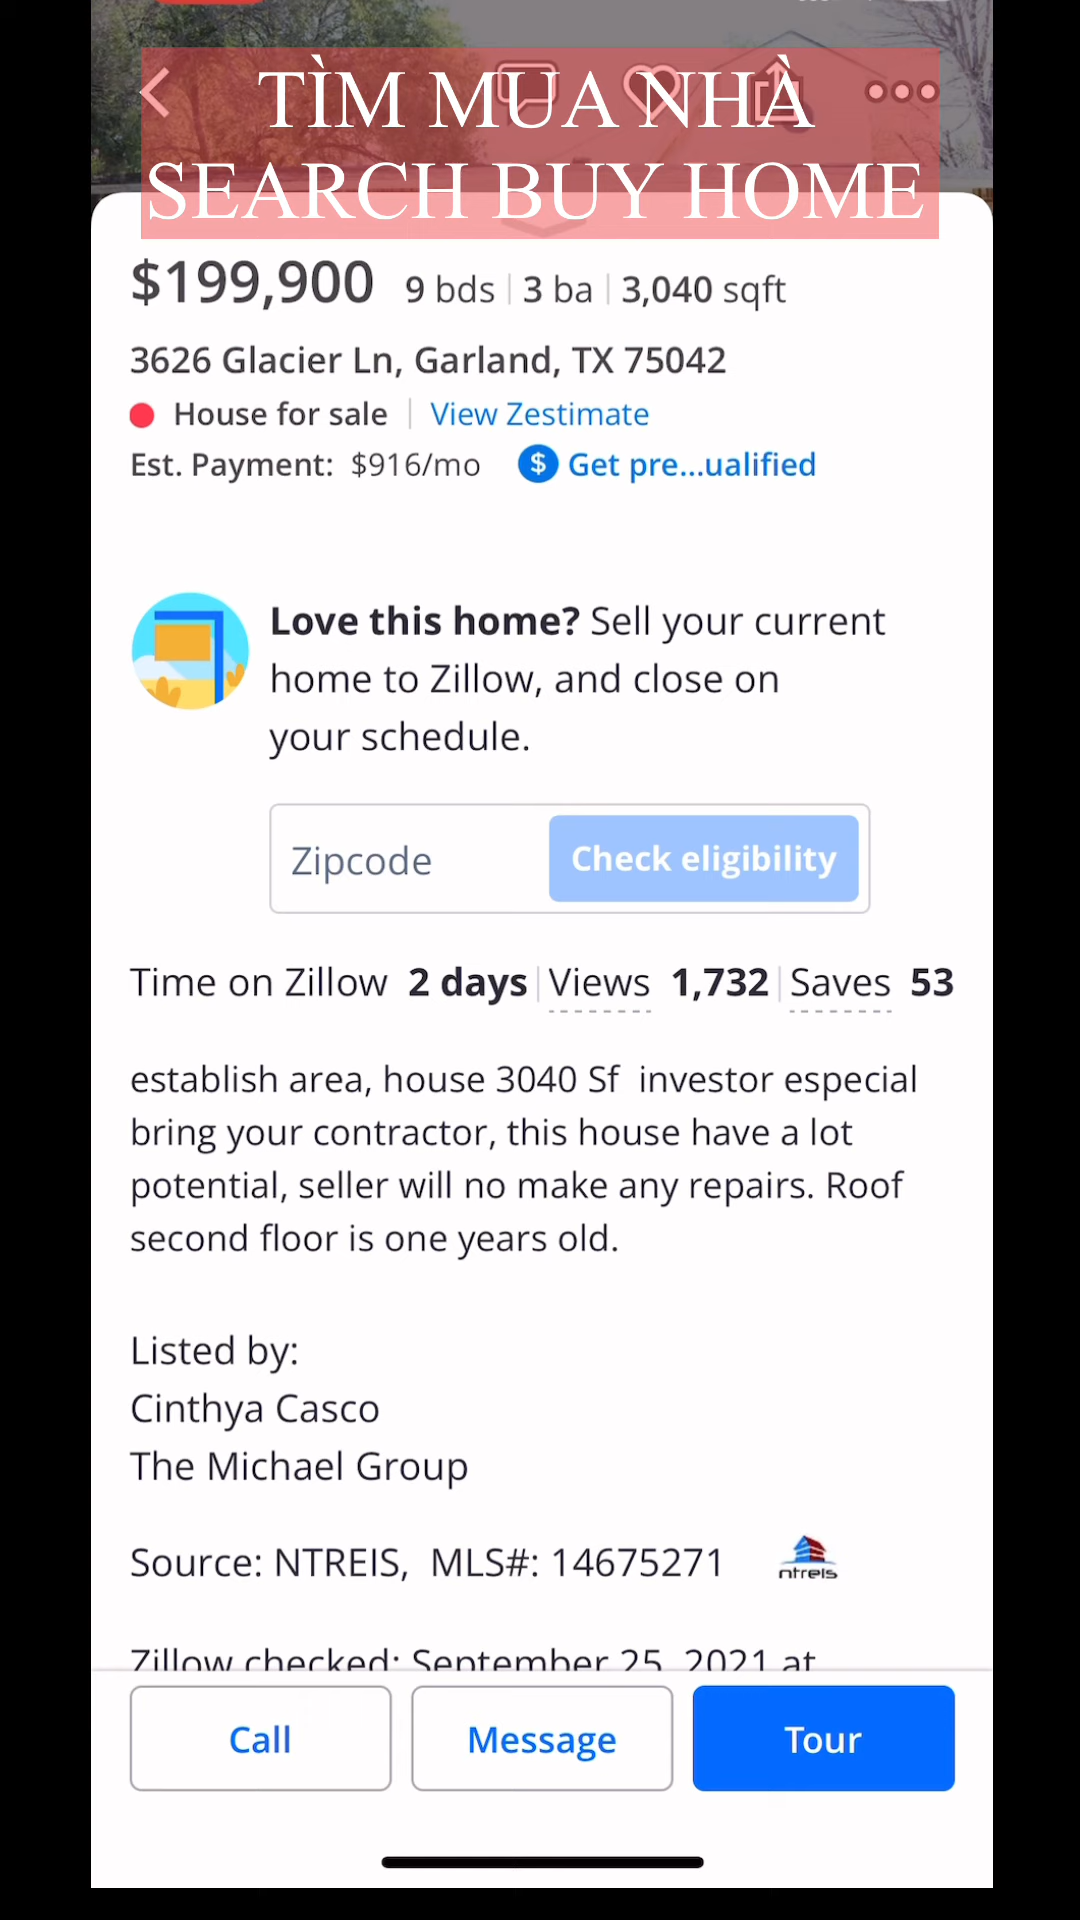 TÌM MUA NHÀ
SEARCH BUY HOME
$199,900 9 bds | 3 ba | 3,040 sqft
3626 Glacier Ln, Garland, TX 75042
House for sale | View Zestimate
Est. Payment: $916/mo $ Get pre...ualified
Love this home? Sell your current
home to Zillow, and close on
your schedule.
Zipcode Check eligibility
Time on Zillow 2 days | Views 1,732 | Saves 53
establish area, house 3040 Sf investor especial
bring your contractor, this house have a lot
potential, seller will no make any repairs. Roof
second floor is one years old.
Listed by:
Cinthya Casco
The Michael Group
Source: NTREIS, MLS#: 14675271 ntreis
Zillow checked: September 25, 2021 at
Call Message Tour